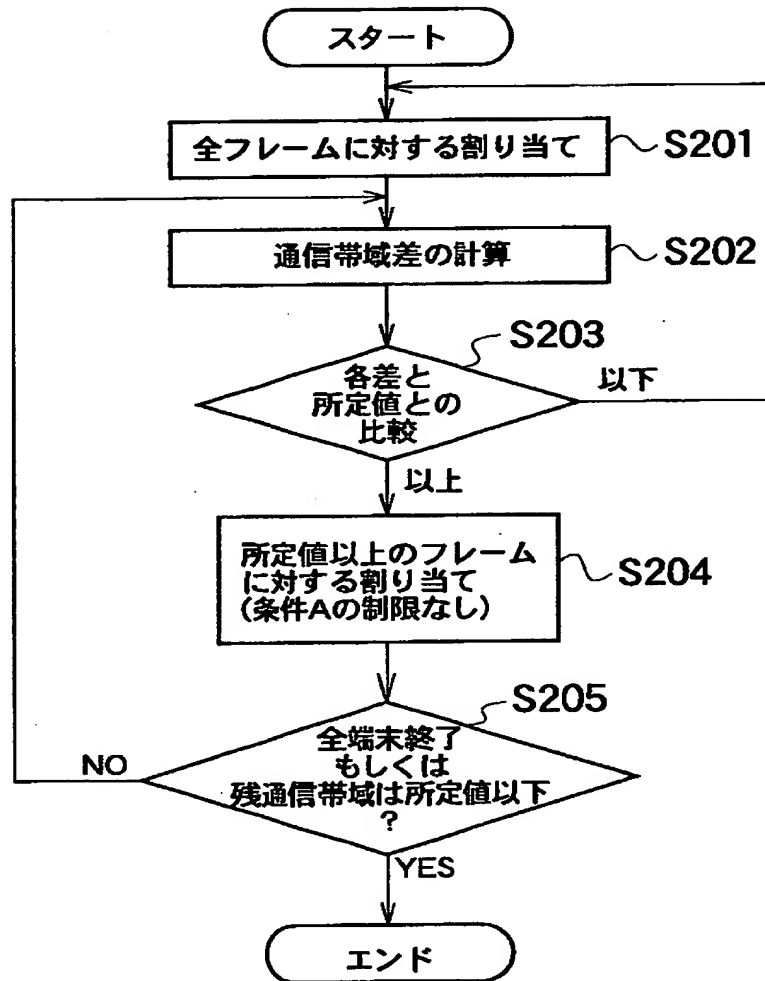 スタート
全フレームに対する割り当て
S201
通信帯域差の計算
S202
S203
各差と
所定値との
比較
以下
以上
所定値以上のフレーム
に対する割り当て
(条件Aの制限なし)
S204
S205
全端末終了
もしくは
残通信帯域は所定値以下
?
NO
YES
エンド